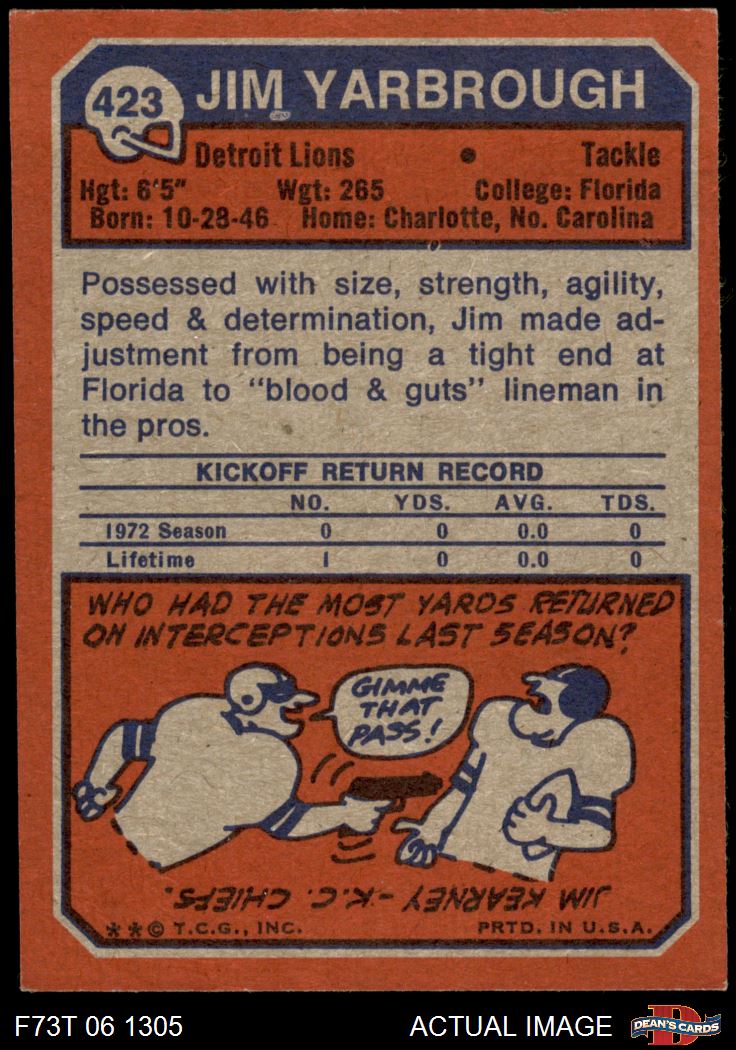 423
JIM YARBROUGH
Detroit Lions • Tackle
Hgt: 6'5" Wgt: 265 College: Florida
Born: 10-28-46 Home: Charlotte, No. Carolina
Possessed with size, strength, agility,
speed & determination, Jim made ad-
justment from being a tight end at
Florida to "blood & guts" lineman in
the pros.
KICKOFF RETURN RECORD
NO. YDS. AVG. TDS.
1972 Season 0 0 0.0 0
Lifetime 1 0 0.0 0
WHO HAD THE MOST YARDS RETURNED
ON INTERCEPTIONS LAST SEASON?
GIMME
THAT
PASS!
JIM KEARNEY - K.C. CHIEFS.
**© T.C.G., INC. PRTD. IN U.S.A.
F73T 06 1305 ACTUAL IMAGE
D
DEAN'S CARDS